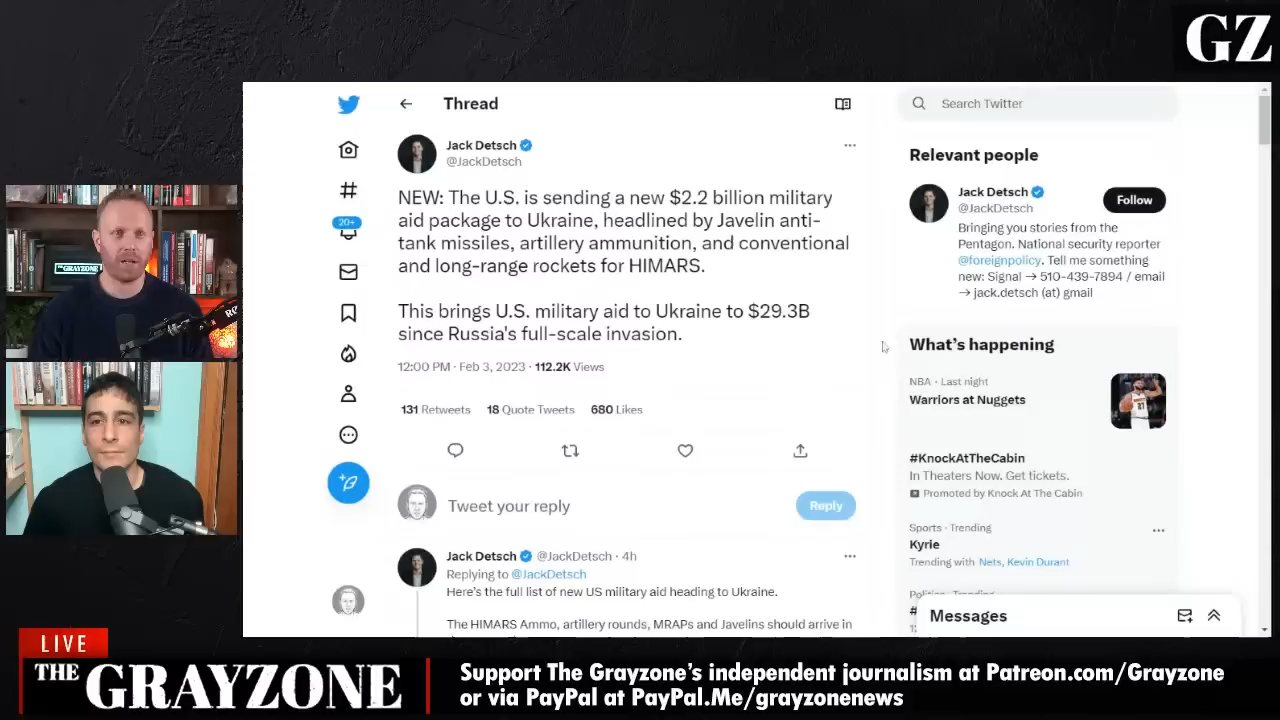 GZ
Thread
Search Twitter
Jack Detsch
@JackDetsch
NEW: The U.S. is sending a new $2.2 billion military
aid package to Ukraine, headlined by Javelin anti-
tank missiles, artillery ammunition, and conventional
and long-range rockets for HIMARS.
This brings U.S. military aid to Ukraine to $29.3B
since Russia's full-scale invasion.
12:00 PM · Feb 3, 2023 · 112.2K Views
131 Retweets 18 Quote Tweets 680 Likes
Tweet your reply
Reply
Jack Detsch @JackDetsch · 4h
Replying to @JackDetsch
Here's the full list of new US military aid heading to Ukraine.
The HIMARS Ammo, artillery rounds, MRAPs and Javelins should arrive in
20+
Relevant people
Jack Detsch
@JackDetsch
Follow
Bringing you stories from the
Pentagon. National security reporter
@foreignpolicy. Tell me something
new: Signal → 510-439-7894 / email
→ jack.detsch (at) gmail
What's happening
NBA · Last night
Warriors at Nuggets
#KnockAtTheCabin
In Theaters Now. Get tickets.
Promoted by Knock At The Cabin
Sports · Trending
Kyrie
Trending with Nets, Kevin Durant
Messages
THE GRAYZONE
LIVE
THE GRAYZONE
Support The Grayzone's independent journalism at Patreon.com/Grayzone
or via PayPal at PayPal.Me/grayzonenews